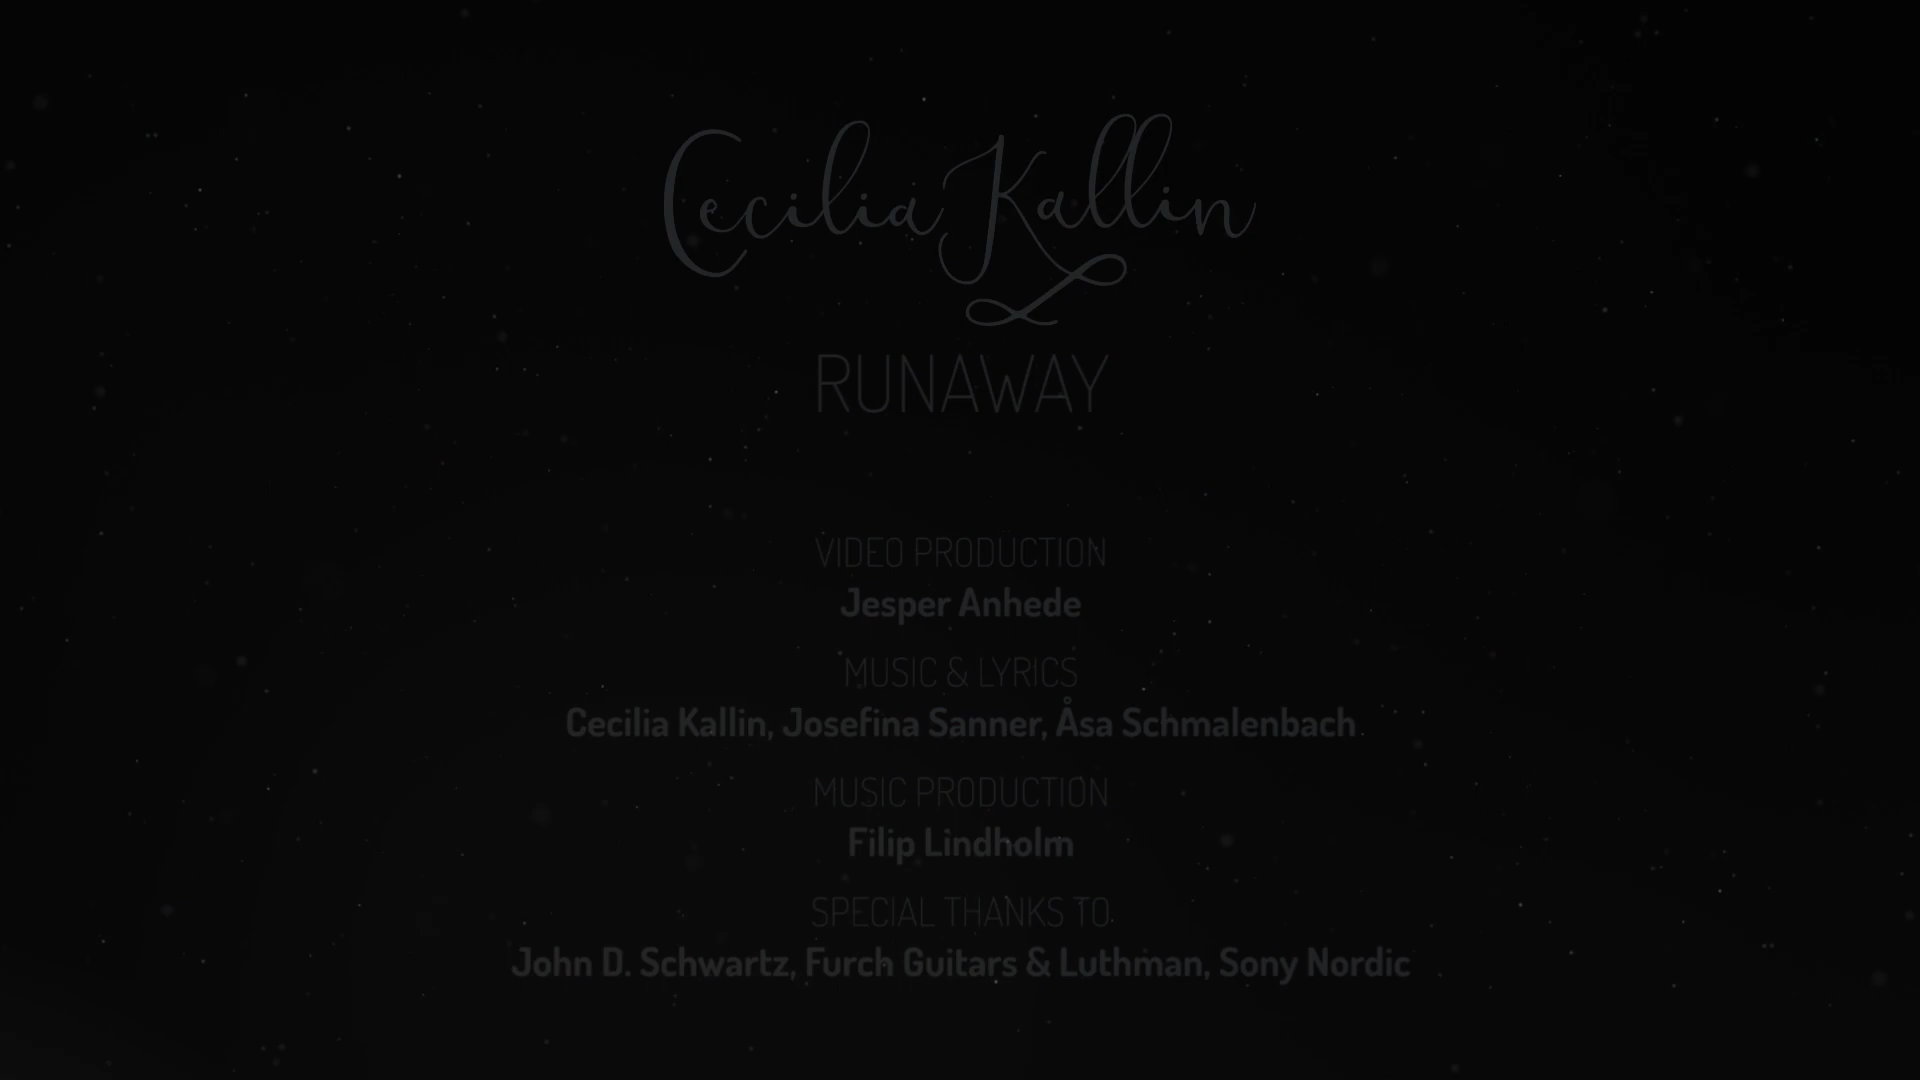 Cecilia Kallin
RUNAWAY
VIDEO PRODUCTION
Jesper Anhede
MUSIC & LYRICS
Cecilia Kallin, Josefina Sanner, Åsa Schmalenbach
MUSIC PRODUCTION
Filip Lindholm
SPECIAL THANKS TO
John D. Schwartz, Furch Guitars & Luthman, Sony Nordic